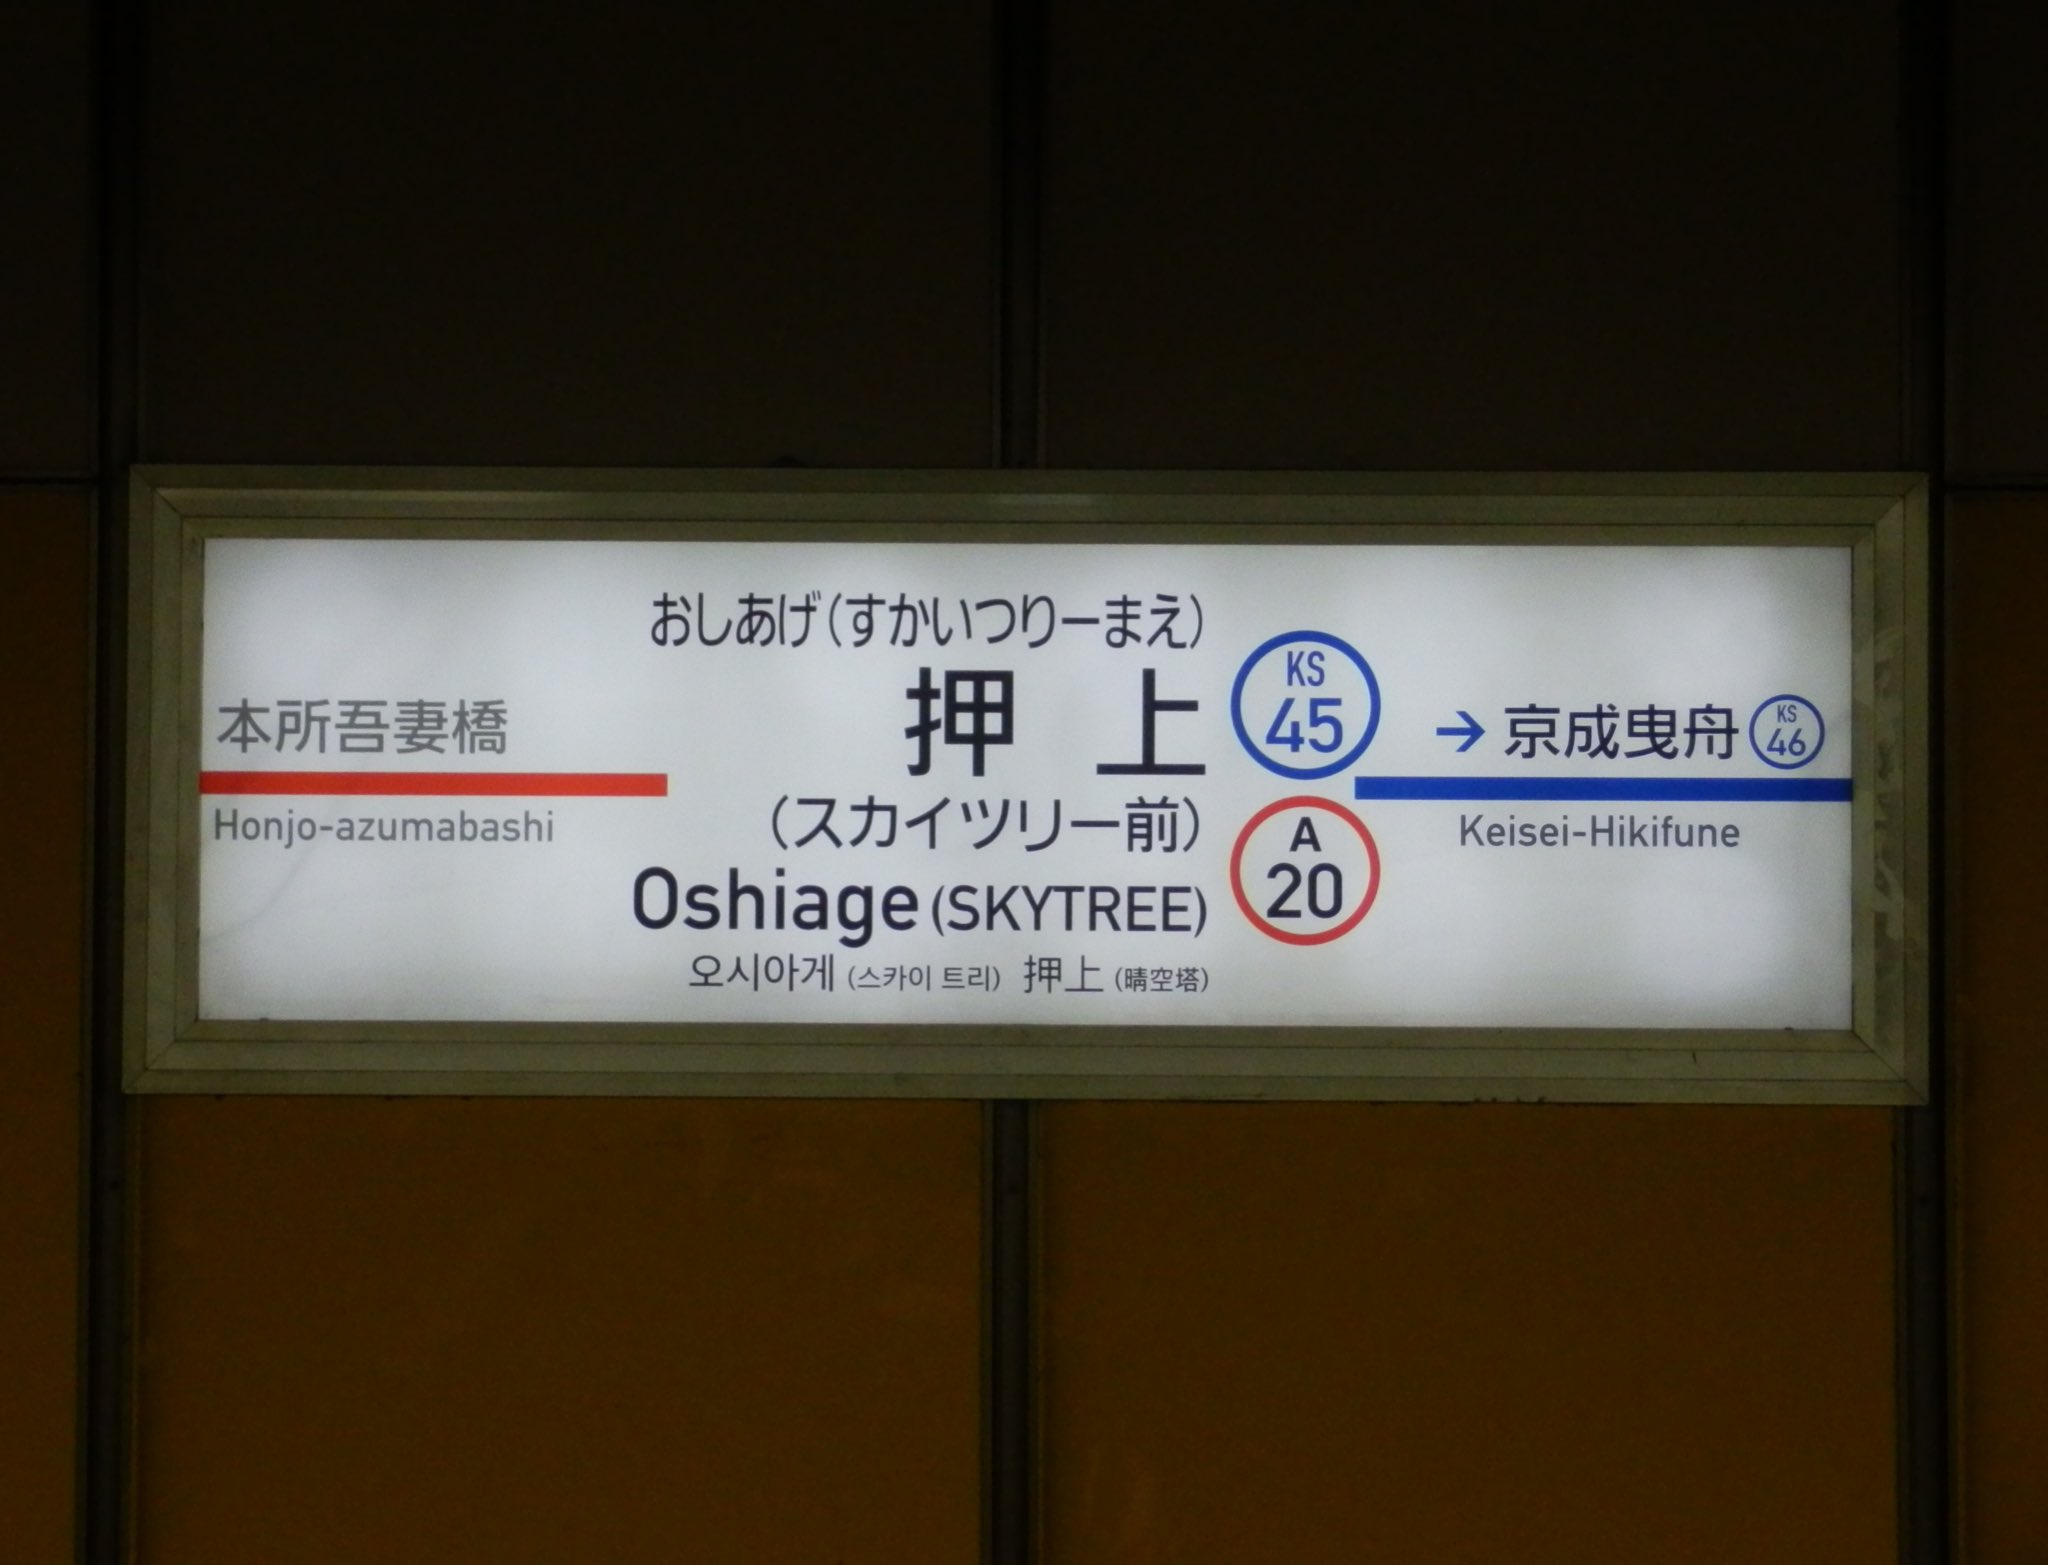 おしあげ(すかいつりーまえ)
押 上
(スカイツリー前)
Oshiage (SKYTREE)
오시아게 (스카이 트리) 押上 (晴空塔)
本所吾妻橋
Honjo-azumabashi
KS
45
A
20
→ 京成曳舟 KS 46
Keisei-Hikifune